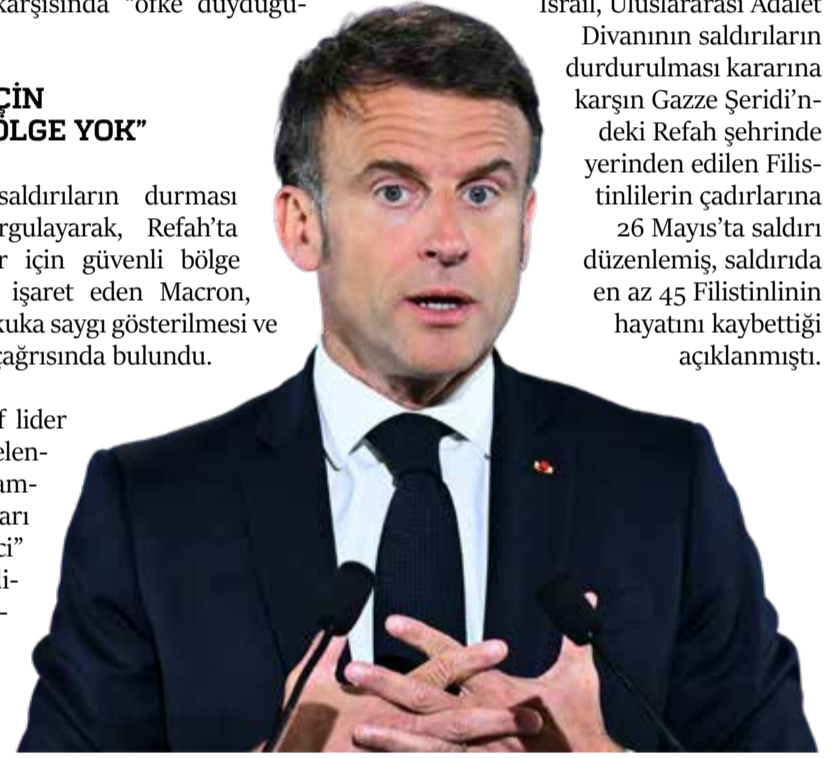 karşısında “öfke duyduğu-
ÇİN
ÖLGE YOK”
saldırıların durması
rgulayarak, Refah’ta
r için güvenli bölge
işaret eden Macron,
kuka saygı gösterilmesi ve
çağrısında bulundu.
f lider
elen-
am-
arı
ci”
li-
-
İsrail, Uluslararası Adalet
Divanının saldırıların
durdurulması kararına
karşın Gazze Şeridi’n-
deki Refah şehrinde
yerinden edilen Filis-
tinlilerin çadırlarına
26 Mayıs’ta saldırı
düzenlemiş, saldırıda
en az 45 Filistinlinin
hayatını kaybettiği
açıklanmıştı.